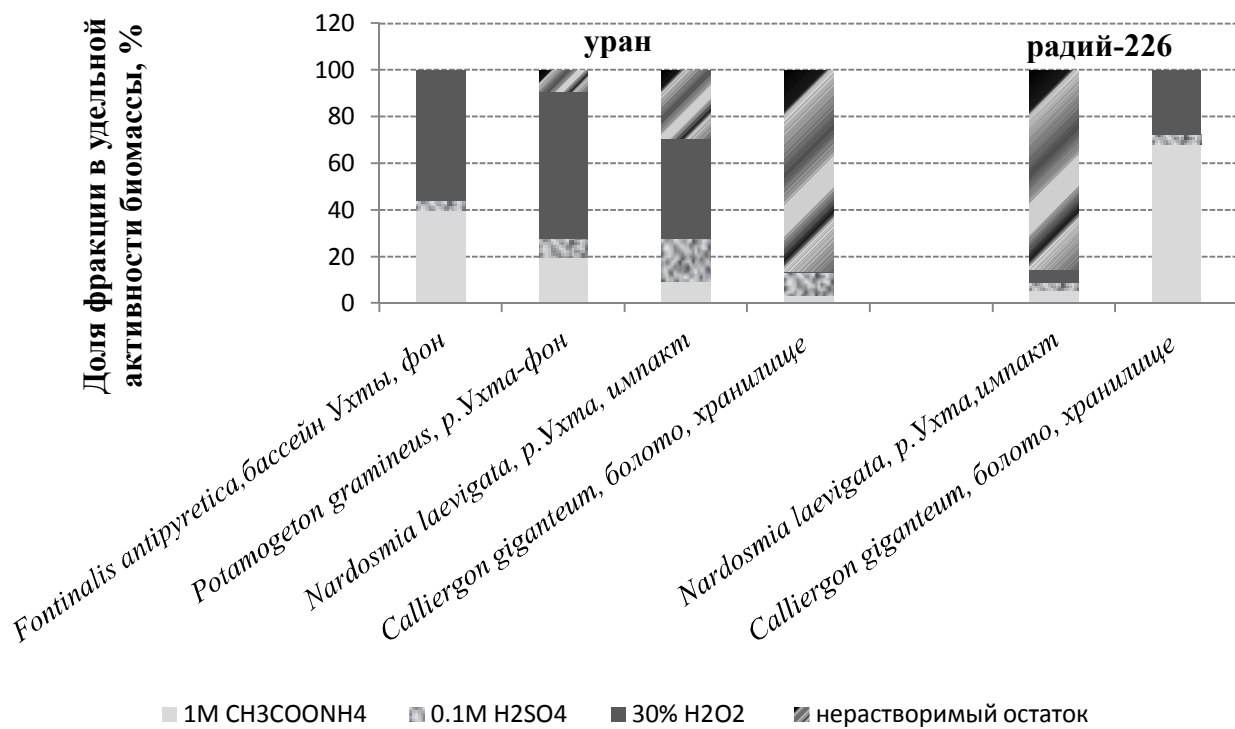 Доля фракции в удельной
активности биомассы, %
120
100
80
60
40
20
0
уран
радий-226
Fontinalis antipyretica,бассейн Ухты, фон
Potamogeton gramineus, р.Ухта-фон
Nardosmia laevigata, р.Ухта, импакт
Calliergon giganteum, болото, хранилище
Nardosmia laevigata, р.Ухта,импакт
Calliergon giganteum, болото, хранилище
1M CH3COONH4
0.1M H2SO4
30% H2O2
нерастворимый остаток